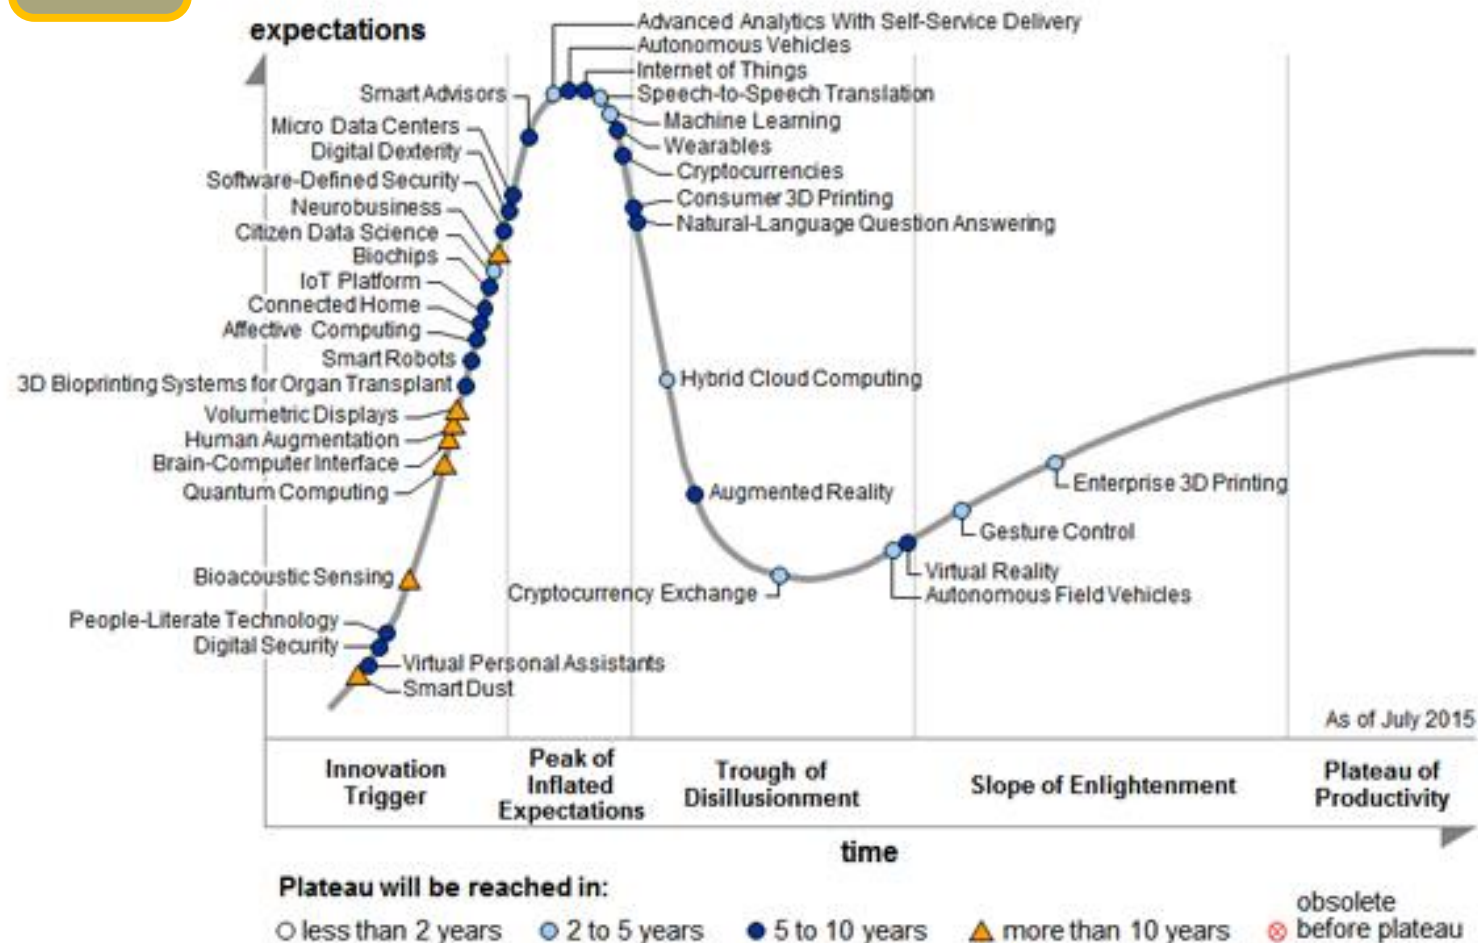 expectations
Advanced Analytics With Self-Service Delivery
Autonomous Vehicles
Internet of Things
Smart Advisors
Speech-to-Speech Translation
Micro Data Centers
Machine Learning
Digital Dexterity
Wearables
Software-Defined Security
Cryptocurrencies
Neurobusiness
Consumer 3D Printing
Citizen Data Science
Natural-Language Question Answering
Biochips
IoT Platform
Connected Home
Affective Computing
Smart Robots
3D Bioprinting Systems for Organ Transplant
Hybrid Cloud Computing
Volumetric Displays
Human Augmentation
Brain-Computer Interface
Quantum Computing
Augmented Reality
Enterprise 3D Printing
Gesture Control
Bioacoustic Sensing
Virtual Reality
Cryptocurrency Exchange
Autonomous Field Vehicles
People-Literate Technology
Digital Security
Virtual Personal Assistants
Smart Dust
As of July 2015
Innovation
Trigger
Peak of
Inflated
Expectations
Trough of
Disillusionment
Slope of Enlightenment
Plateau of
Productivity
time
Plateau will be reached in:
less than 2 years
2 to 5 years
5 to 10 years
more than 10 years
obsolete
before plateau